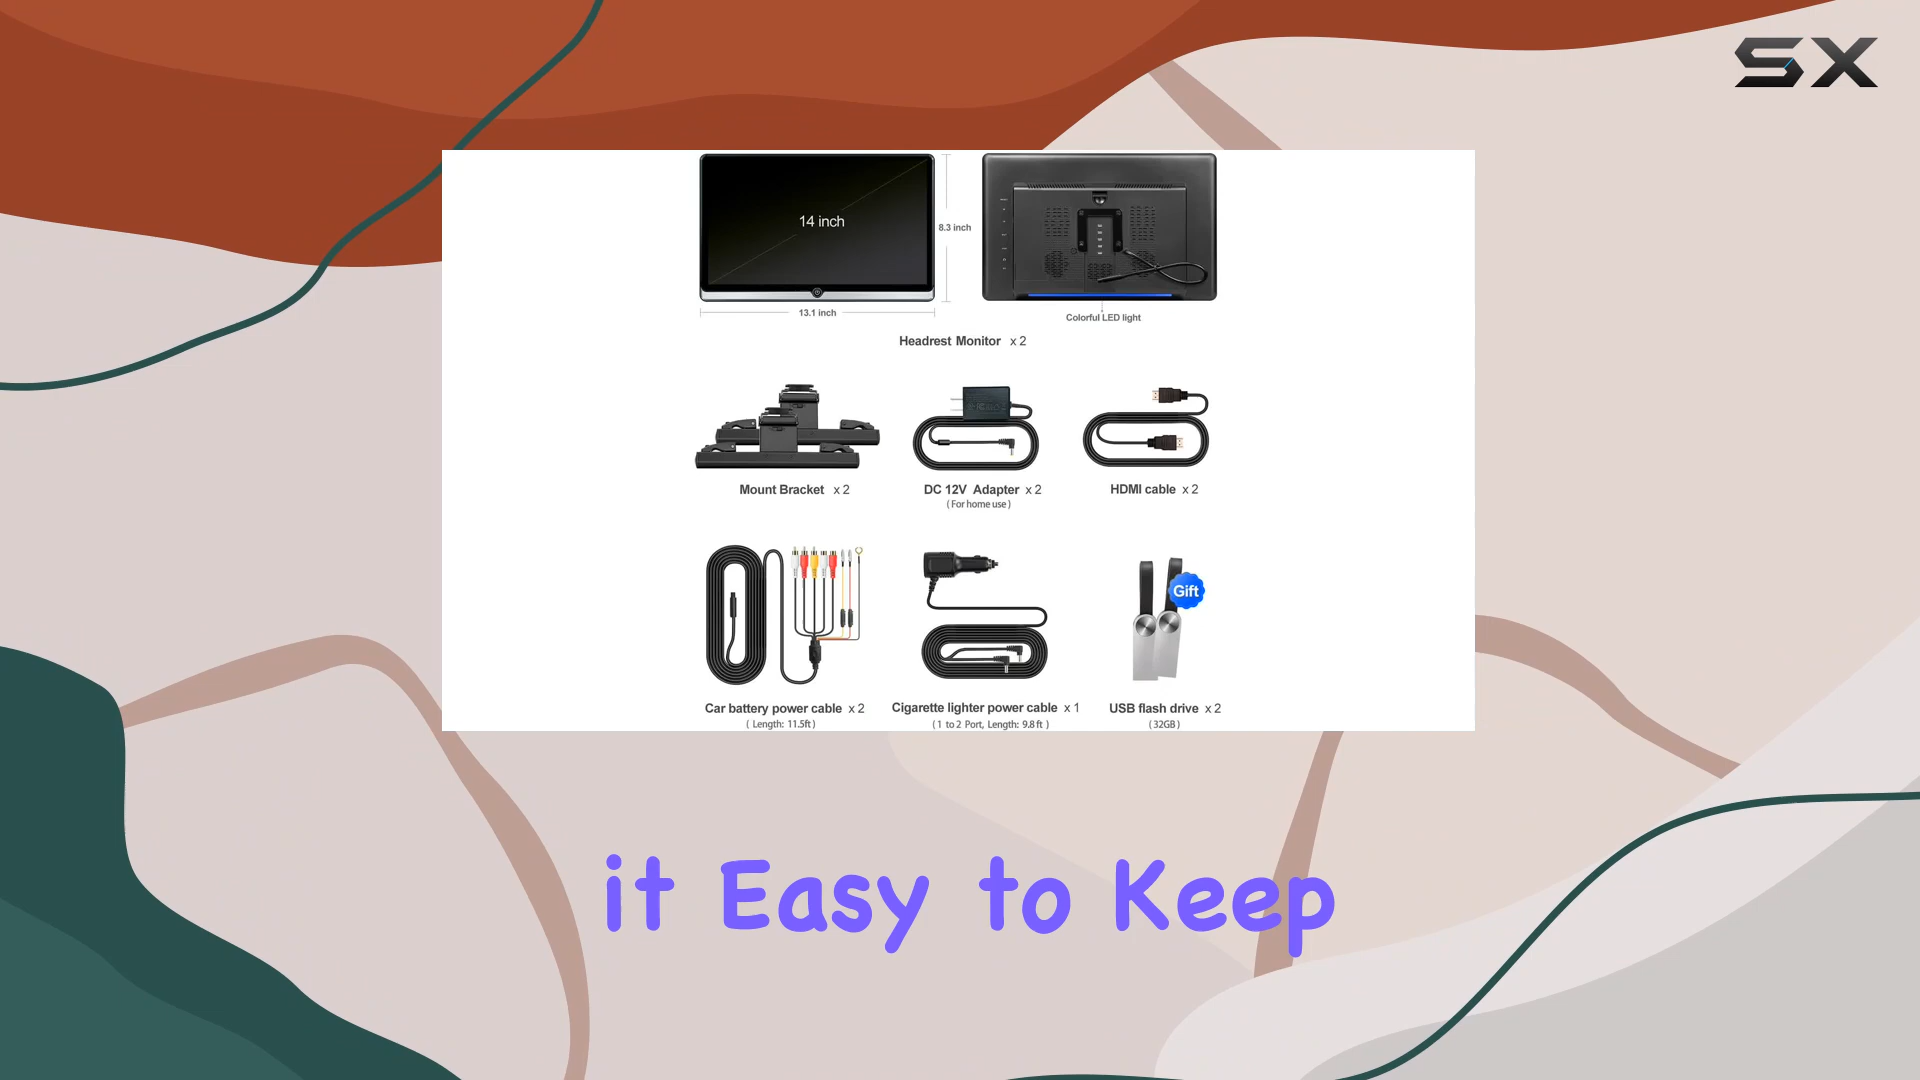 SX
14 inch
8.3 inch
13.1 inch
Colorful LED light
Headrest Monitor x 2
Mount Bracket x 2
DC 12V Adapter x 2
( For home use )
HDMI cable x 2
Gift
Car battery power cable x 2
( Length: 11.5ft )
Cigarette lighter power cable x 1
( 1 to 2 Port, Length: 9.8 ft )
USB flash drive x 2
( 32GB )
it Easy to Keep